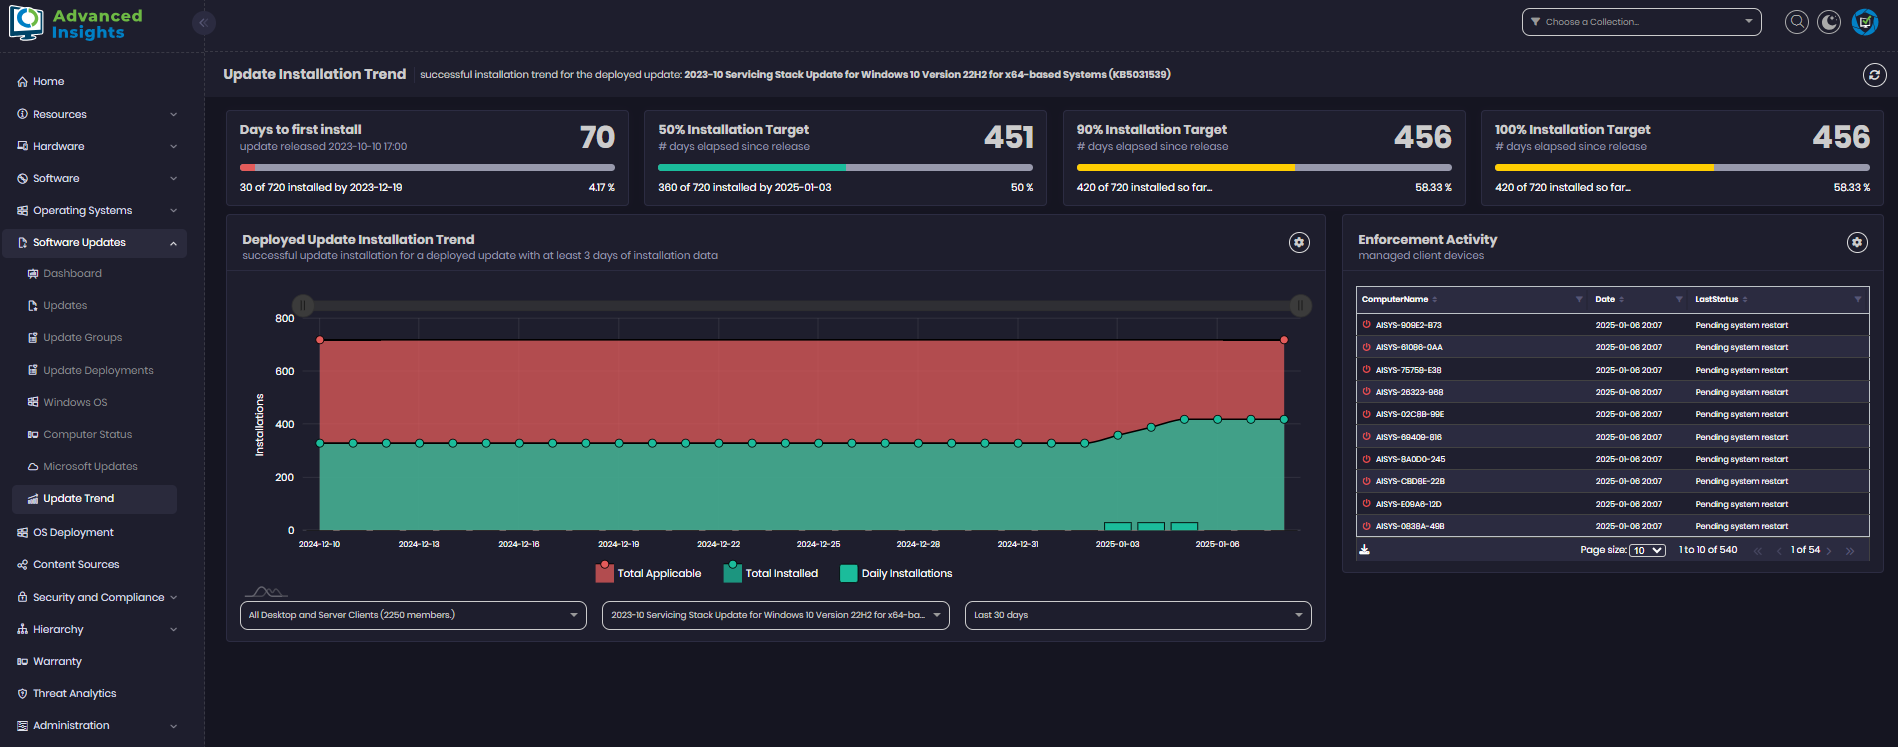 Advanced
Insights
Choose a Collection...
Home
Resources
Hardware
Software
Operating Systems
Software Updates
Dashboard
Updates
Update Groups
Update Deployments
Windows OS
Computer Status
Microsoft Updates
Update Trend
OS Deployment
Content Sources
Security and Compliance
Hierarchy
Warranty
Threat Analytics
Administration
Update Installation Trend successful installation trend for the deployed update: 2023-10 Servicing Stack Update for Windows 10 Version 22H2 for x64-based Systems (KB5031539)
Days to first install 70
update released 2023-10-10 17:00
30 of 720 installed by 2023-12-19 4.17 %
50% Installation Target 451
# days elapsed since release
360 of 720 installed by 2025-01-03 50 %
90% Installation Target 456
# days elapsed since release
420 of 720 installed so far... 58.33 %
100% Installation Target 456
# days elapsed since release
420 of 720 installed so far... 58.33 %
Deployed Update Installation Trend
successful update installation for a deployed update with at least 3 days of installation data
800
600
400
200
0
Installations
2024-12-10 2024-12-13 2024-12-16 2024-12-19 2024-12-22 2024-12-25 2024-12-28 2024-12-31 2025-01-03 2025-01-06
Total Applicable Total Installed Daily Installations
All Desktop and Server Clients (2250 members.) 2023-10 Servicing Stack Update for Windows 10 Version 22H2 for x64-ba... Last 30 days
Enforcement Activity
managed client devices
ComputerName Date LastStatus
AISYS-909E2-B73 2025-01-06 20:07 Pending system restart
AISYS-61086-0AA 2025-01-06 20:07 Pending system restart
AISYS-7575B-E3B 2025-01-06 20:07 Pending system restart
AISYS-26323-968 2025-01-06 20:07 Pending system restart
AISYS-02C8B-99E 2025-01-06 20:07 Pending system restart
AISYS-69409-816 2025-01-06 20:07 Pending system restart
AISYS-8A0D0-245 2025-01-06 20:07 Pending system restart
AISYS-CBD8E-22B 2025-01-06 20:07 Pending system restart
AISYS-E09A6-12D 2025-01-06 20:07 Pending system restart
AISYS-0838A-49B 2025-01-06 20:07 Pending system restart
Page size: 10 1 to 10 of 540 1 of 54